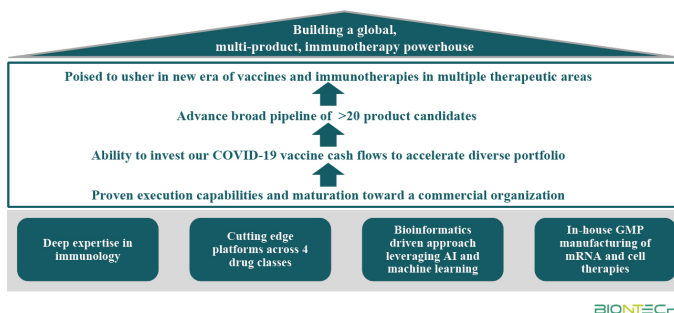 Building a global,
multi-product, immunotherapy powerhouse
Poised to usher in new era of vaccines and immunotherapies in multiple therapeutic areas
Advance broad pipeline of >20 product candidates
Ability to invest our COVID-19 vaccine cash flows to accelerate diverse portfolio
Proven execution capabilities and maturation toward a commercial organization
Deep expertise in
immunology
Cutting edge
platforms across 4
drug classes
Bioinformatics
driven approach
leveraging AI and
machine learning
In-house GMP
manufacturing of
mRNA and cell
therapies
BIONTECH